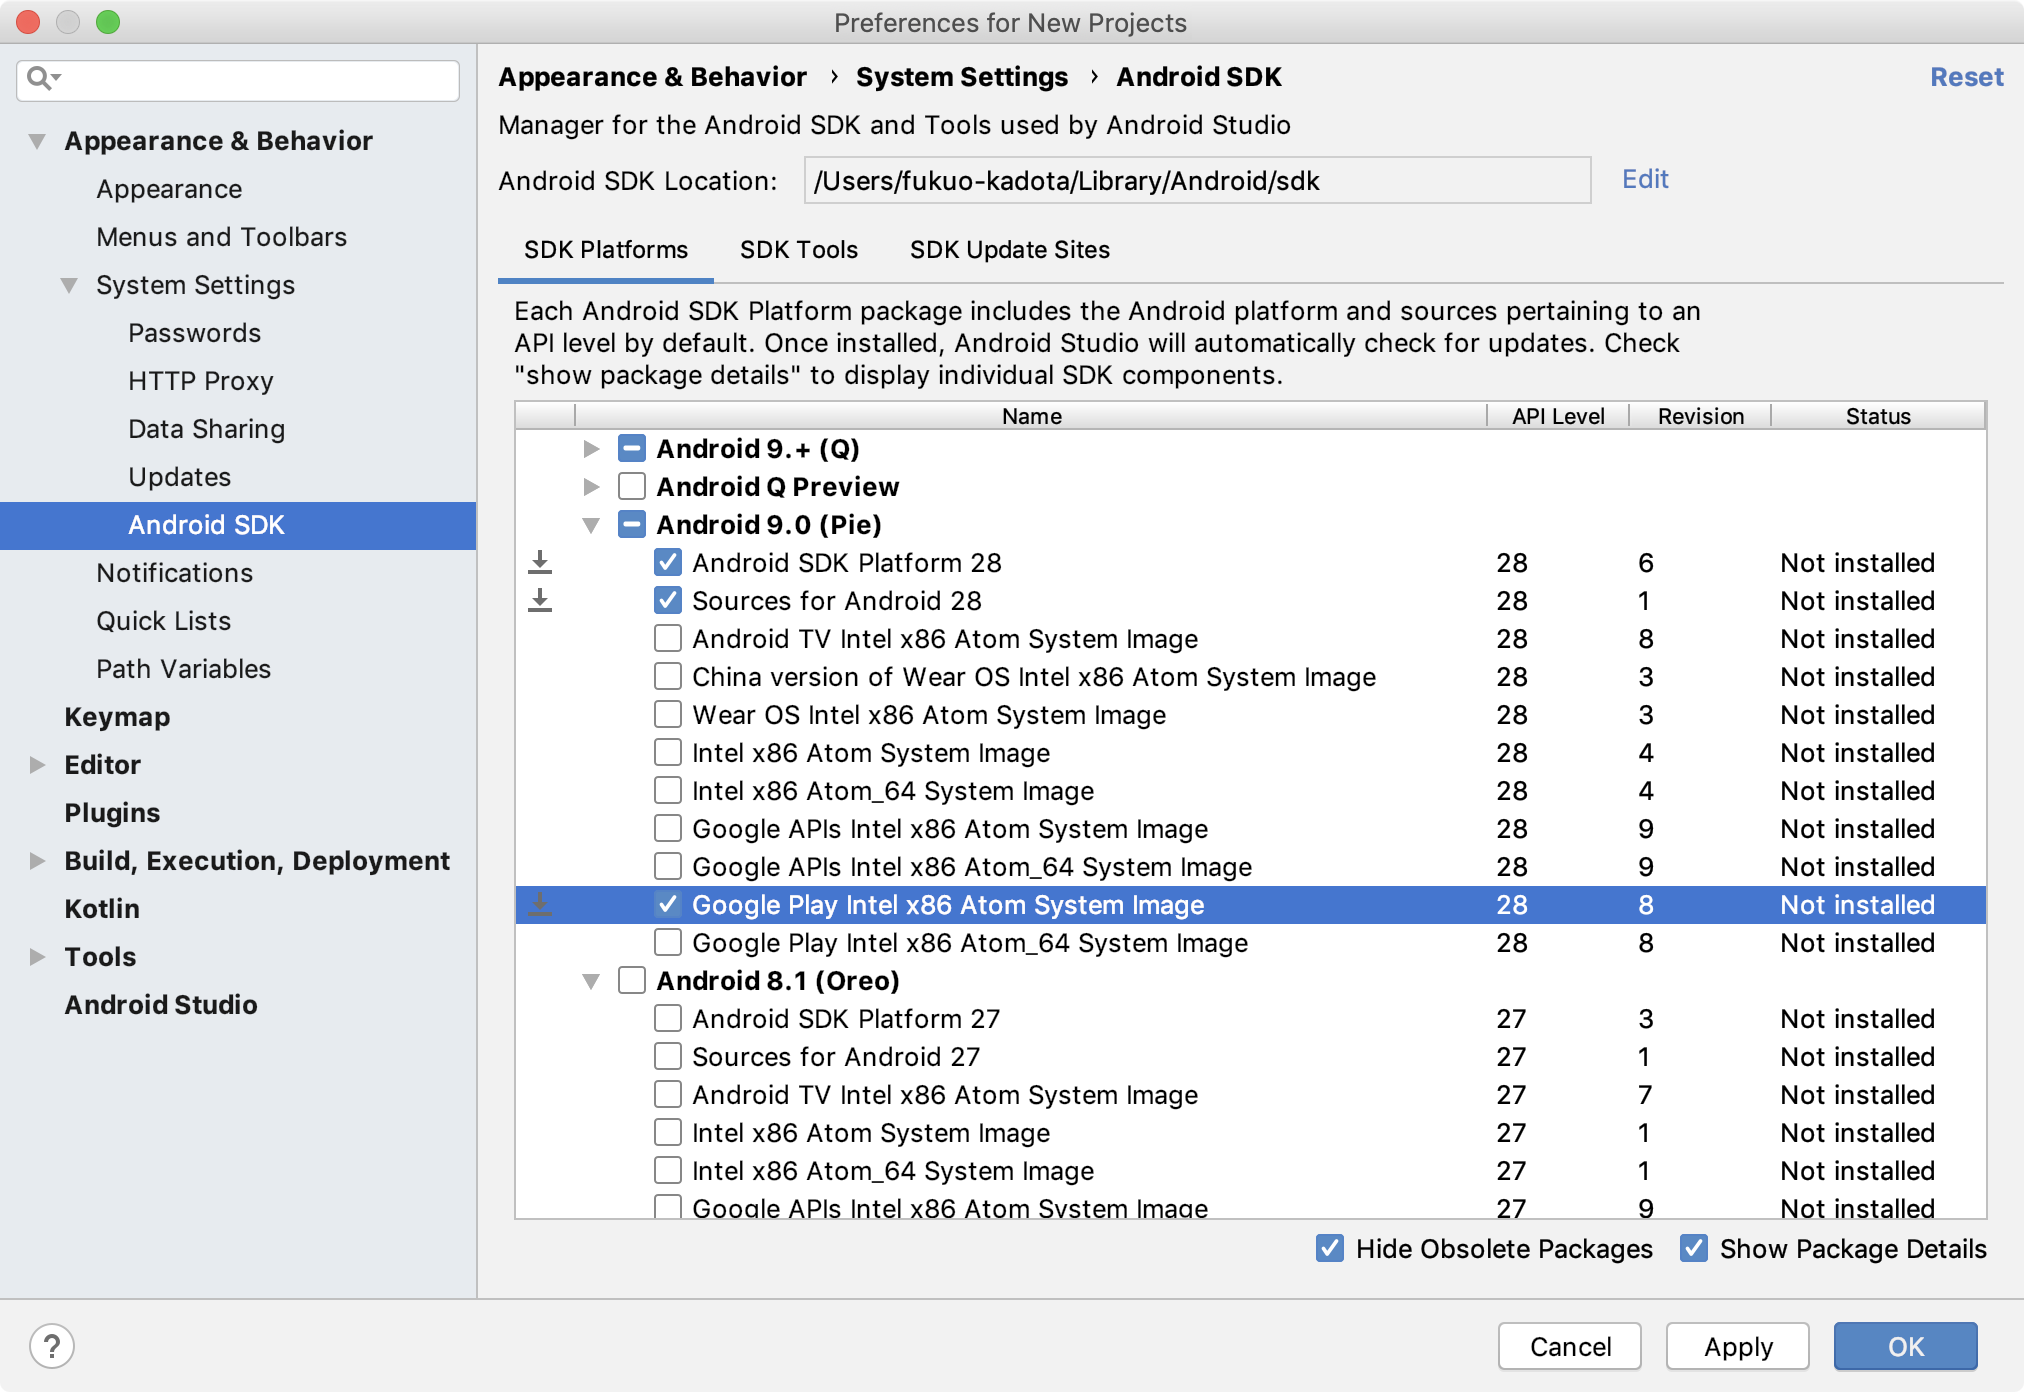 Preferences for New Projects
Appearance & Behavior
Appearance
Menus and Toolbars
System Settings
Passwords
HTTP Proxy
Data Sharing
Updates
Android SDK
Notifications
Quick Lists
Path Variables
Keymap
Editor
Plugins
Build, Execution, Deployment
Kotlin
Tools
Android Studio
Appearance & Behavior › System Settings › Android SDK Reset
Manager for the Android SDK and Tools used by Android Studio
Android SDK Location: /Users/fukuo-kadota/Library/Android/sdk Edit
SDK Platforms SDK Tools SDK Update Sites
Each Android SDK Platform package includes the Android platform and sources pertaining to an
API level by default. Once installed, Android Studio will automatically check for updates. Check
"show package details" to display individual SDK components.
Name API Level Revision Status
Android 9.+ (Q)
Android Q Preview
Android 9.0 (Pie)
Android SDK Platform 28 28 6 Not installed
Sources for Android 28 28 1 Not installed
Android TV Intel x86 Atom System Image 28 8 Not installed
China version of Wear OS Intel x86 Atom System Image 28 3 Not installed
Wear OS Intel x86 Atom System Image 28 3 Not installed
Intel x86 Atom System Image 28 4 Not installed
Intel x86 Atom_64 System Image 28 4 Not installed
Google APIs Intel x86 Atom System Image 28 9 Not installed
Google APIs Intel x86 Atom_64 System Image 28 9 Not installed
Google Play Intel x86 Atom System Image 28 8 Not installed
Google Play Intel x86 Atom_64 System Image 28 8 Not installed
Android 8.1 (Oreo)
Android SDK Platform 27 27 3 Not installed
Sources for Android 27 27 1 Not installed
Android TV Intel x86 Atom System Image 27 7 Not installed
Intel x86 Atom System Image 27 1 Not installed
Intel x86 Atom_64 System Image 27 1 Not installed
Google APIs Intel x86 Atom System Image 27 9 Not installed
Hide Obsolete Packages Show Package Details
? Cancel Apply OK